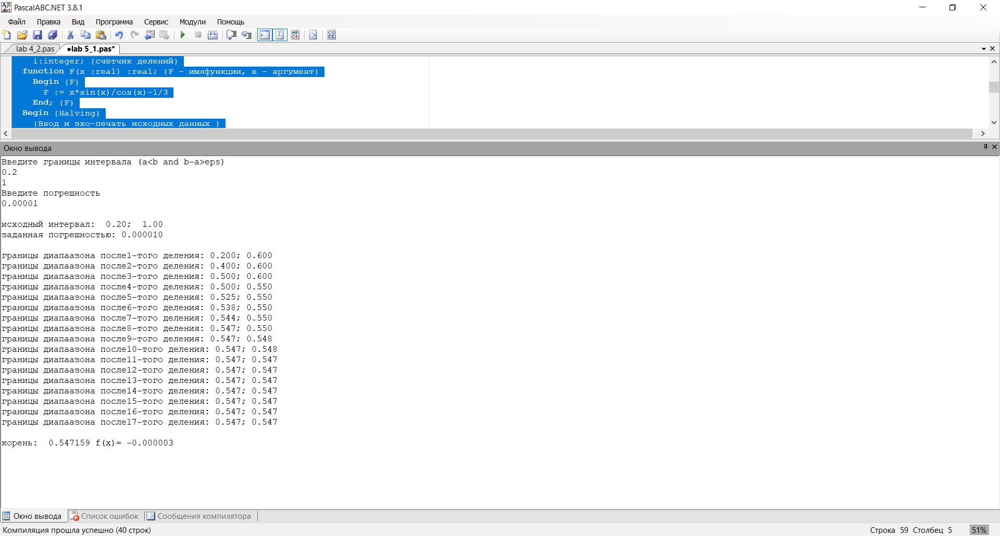 PascalABC.NET 3.8.1
Файл Правка Вид Программа Сервис Модули Помощь
lab 4_2.pas ●lab 5_1.pas*
i:integer; {счётчик делений}
function F(x :real) :real; {F - имяфункции, x - аргумент}
Begin {F}
F := x*sin(x)/cos(x)-1/3
End; {F}
Begin {Halving}
{Ввод и эхо-печать исходных данных }
Окно вывода
Введите границы интервала (a<b and b-a>eps)
0.2
1
Введите погрешность
0.00001
исходный интервал:  0.20;  1.00
заданная погрешностью: 0.000010
границы диапаазона после1-того деления: 0.200; 0.600
границы диапаазона после2-того деления: 0.400; 0.600
границы диапаазона после3-того деления: 0.500; 0.600
границы диапаазона после4-того деления: 0.500; 0.550
границы диапаазона после5-того деления: 0.525; 0.550
границы диапаазона после6-того деления: 0.538; 0.550
границы диапаазона после7-того деления: 0.544; 0.550
границы диапаазона после8-того деления: 0.547; 0.550
границы диапаазона после9-того деления: 0.547; 0.548
границы диапаазона после10-того деления: 0.547; 0.548
границы диапаазона после11-того деления: 0.547; 0.547
границы диапаазона после12-того деления: 0.547; 0.547
границы диапаазона после13-того деления: 0.547; 0.547
границы диапаазона после14-того деления: 0.547; 0.547
границы диапаазона после15-того деления: 0.547; 0.547
границы диапаазона после16-того деления: 0.547; 0.547
границы диапаазона после17-того деления: 0.547; 0.547
корень:  0.547159 f(x)= -0.000003
Окно вывода Список ошибок Сообщения компилятора
Компиляция прошла успешно (40 строк) Строка 59 Столбец 5 51%